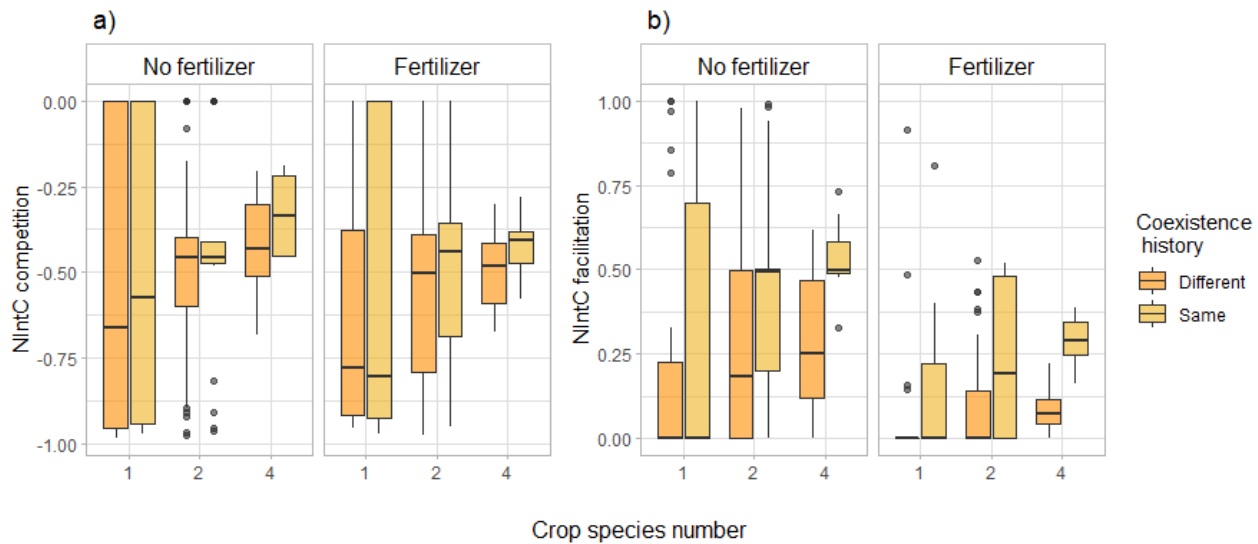 a)
No fertilizer
Fertilizer
NIntC competition
0.00
-0.25
-0.50
-0.75
-1.00
1
2
4
1
2
4
b)
No fertilizer
Fertilizer
NIntC facilitation
1.00
0.75
0.50
0.25
0.00
1
2
4
1
2
4
Crop species number
Coexistence
history
Different
Same